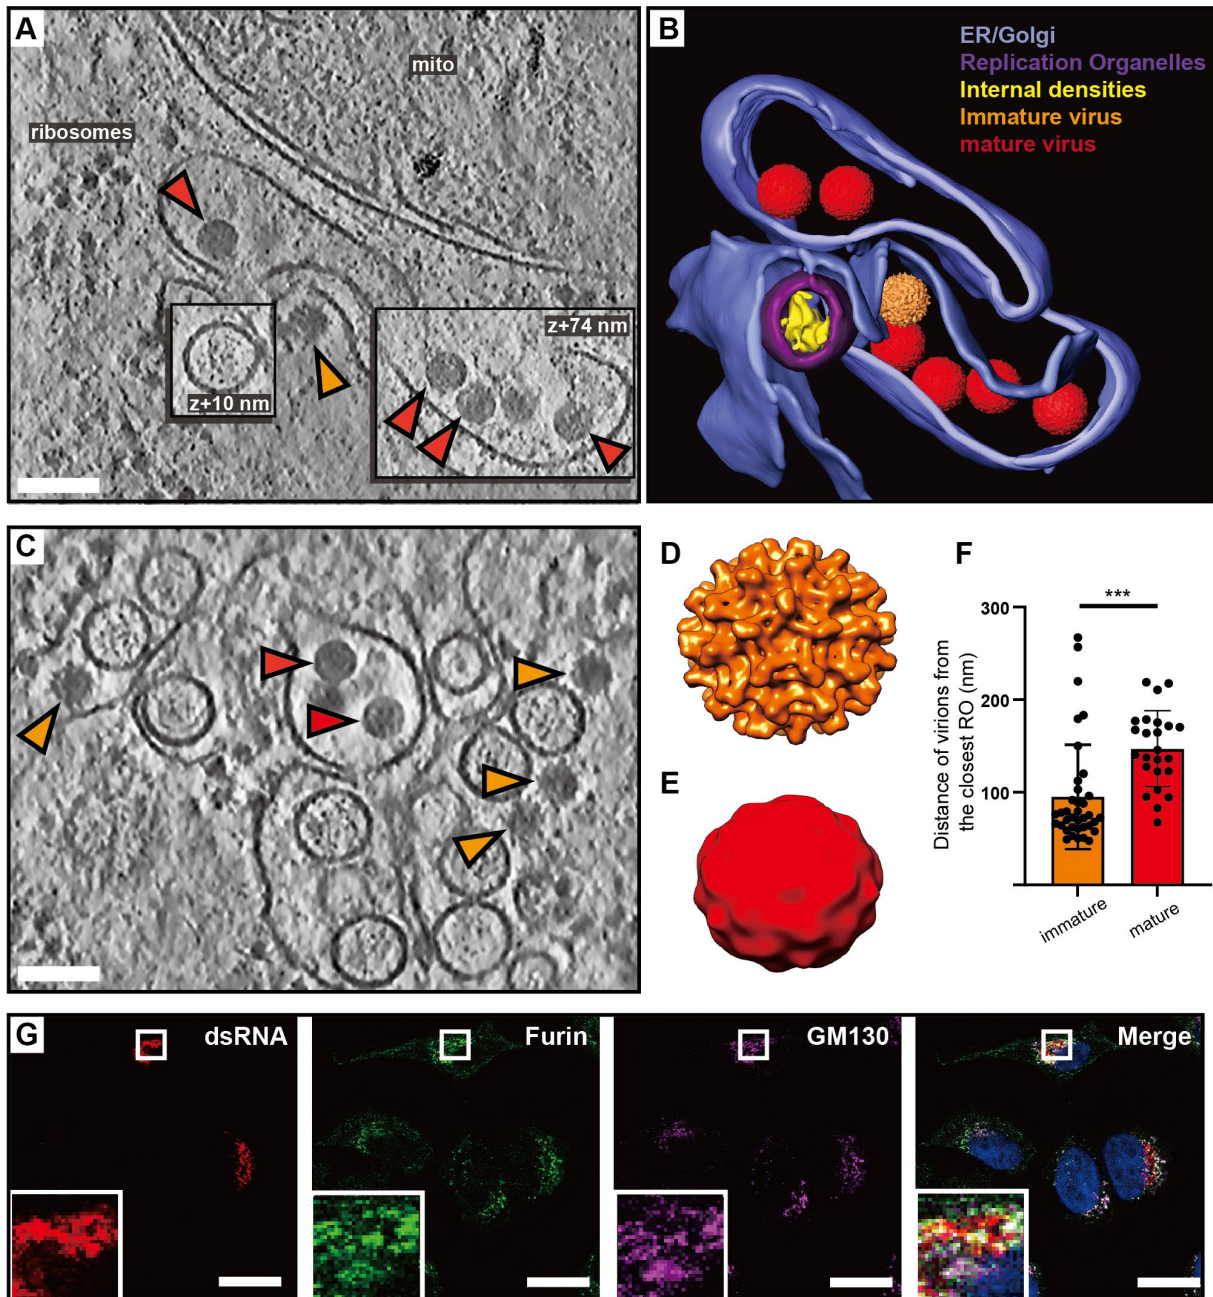 A
mito
ribosomes
z+10 nm
z+74 nm
B
ER/Golgi
Replication Organelles
Internal densities
Immature virus
mature virus
C
D
E
F
***
300
200
100
Distance of virions from
the closest RO (nm)
immature
mature
G
dsRNA
Furin
GM130
Merge